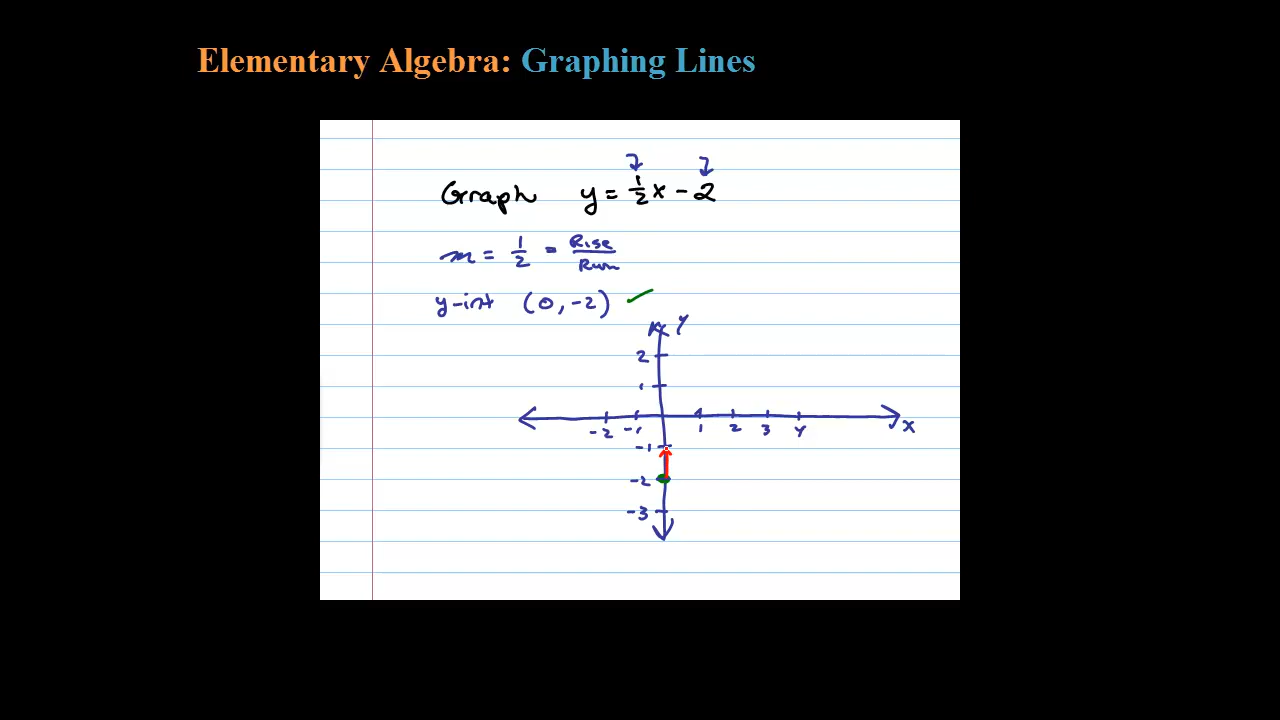 Elementary Algebra: Graphing Lines
Graph y = 1/2 x - 2
m = 1/2 = Rise/Run
y-int (0, -2)
Y
2
1
-2 -1 1 2 3 4
x
-1
-2
-3